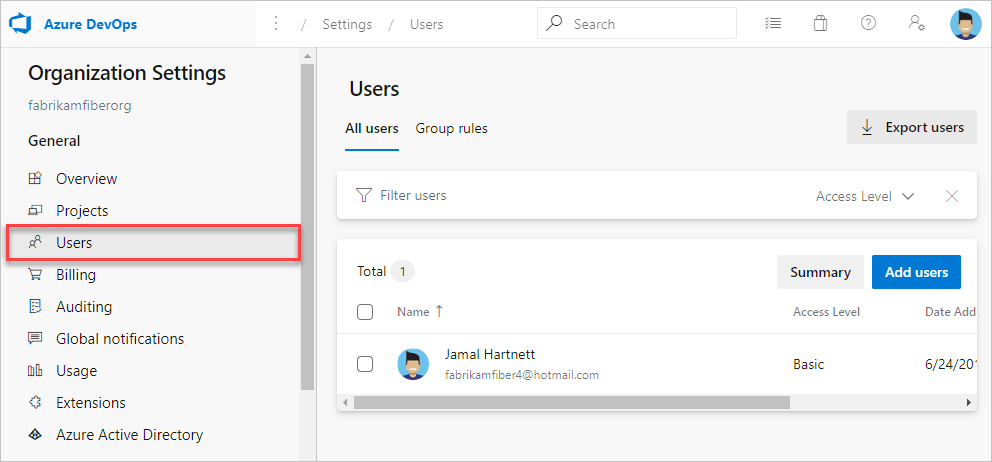 Azure DevOps
/ Settings / Users
Search
Organization Settings
fabrikamfiberorg
General
Overview
Projects
Users
Billing
Auditing
Global notifications
Usage
Extensions
Azure Active Directory
Users
All users Group rules
Export users
Filter users
Access Level
Total 1
Summary
Add users
Name Access Level Date Add
Jamal Hartnett
fabrikamfiber4@hotmail.com
Basic
6/24/201